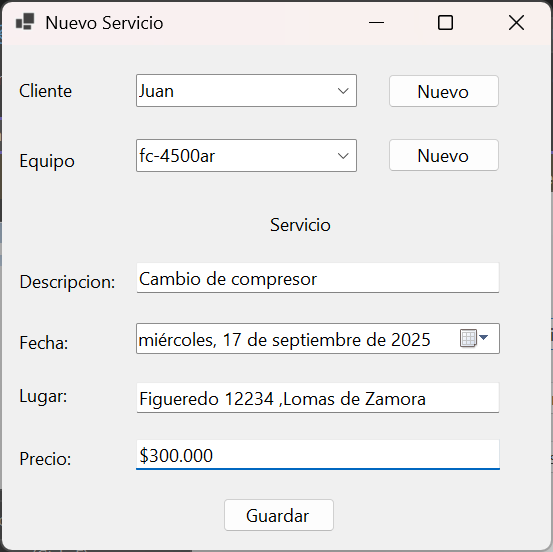 Nuevo Servicio
Cliente Juan Nuevo
Equipo fc-4500ar Nuevo
Servicio
Descripcion: Cambio de compresor
Fecha: miércoles, 17 de septiembre de 2025
Lugar: Figueredo 12234 ,Lomas de Zamora
Precio: $300.000
Guardar